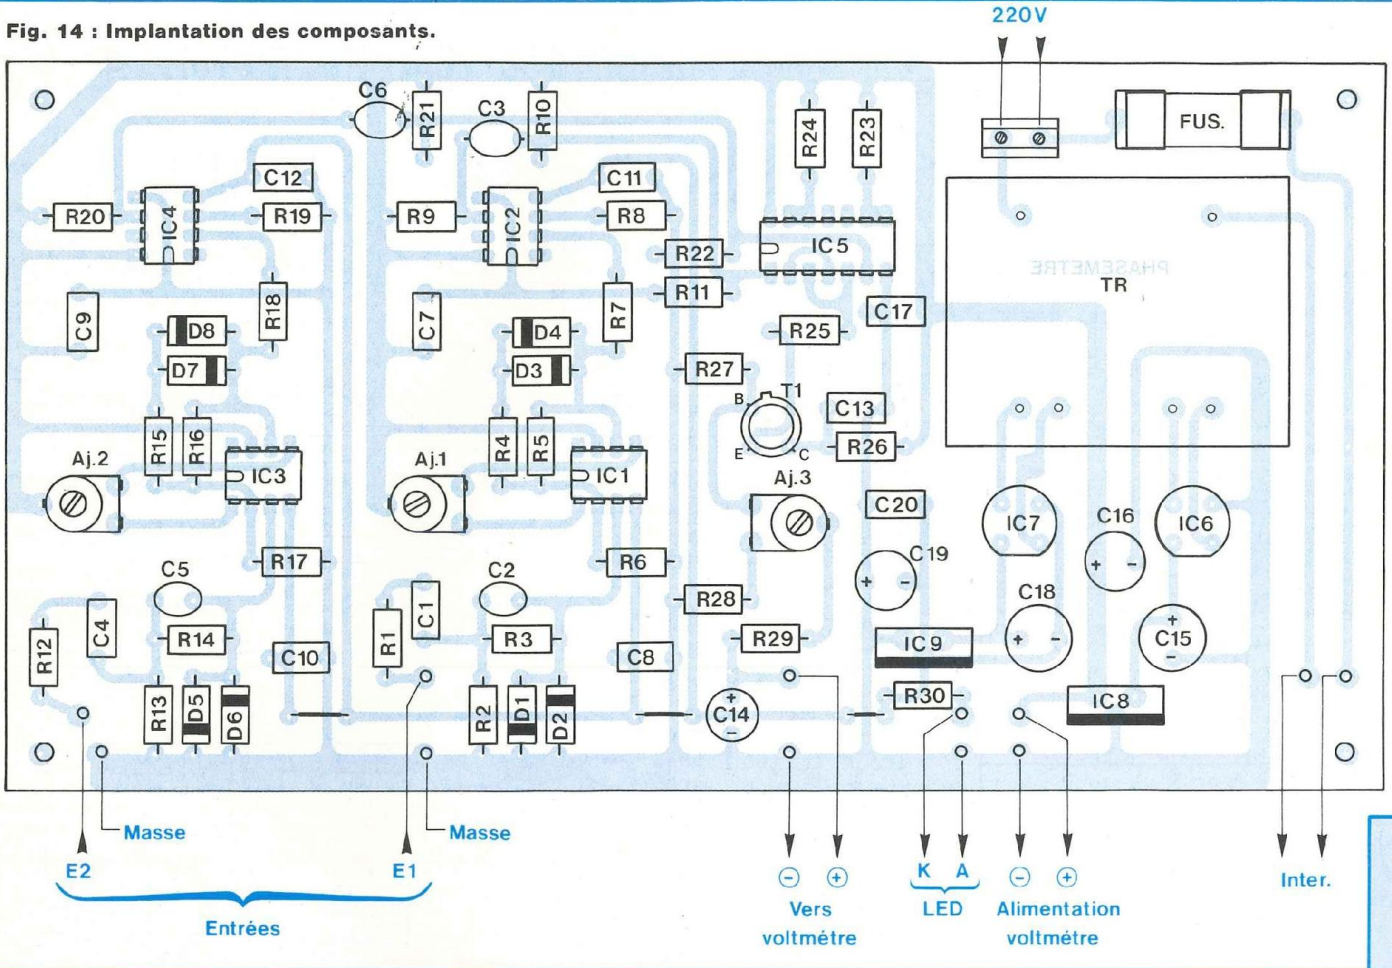 220V
Fig. 14 : Implantation des composants.
C6
R21
C3
R10
R24
R23
FUS.
C12
C11
R20
IC4
R19
R9
IC2
R8
IC5
R22
R11
PHASEMETRE
TR
C9
R18
C7
R7
C17
D8
D4
R25
D7
D3
R27
B
T1
C13
R15
R16
R4
R5
E
C
R26
Aj.2
IC3
Aj.1
IC1
Aj.3
C20
IC7
C16
IC6
+
-
R17
R6
C19
+
-
C5
C2
R28
C18
+
-
C15
+
-
R12
C4
R14
R1
C1
R3
R29
IC9
C10
C8
R30
IC8
R13
D5
D6
R2
D1
D2
C14
+
-
Masse
Masse
E2
E1
-
+
K
A
-
+
Inter.
Entrées
Vers
voltmétre
LED
Alimentation
voltmétre